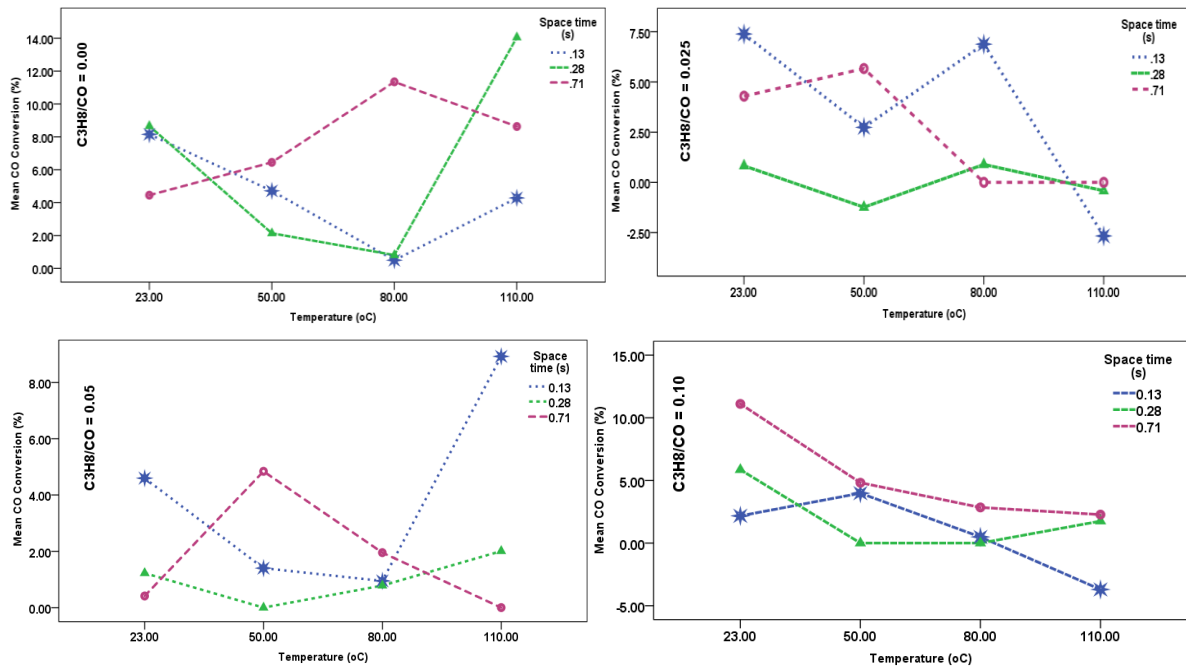 C3H8/CO = 0.00
Mean CO Conversion (%)
14.00
12.00
10.00
8.00
6.00
4.00
2.00
0.00
23.00 50.00 80.00 110.00
Temperature (oC)
Space time
(s)
.13
.28
.71
C3H8/CO = 0.025
Mean CO Conversion (%)
7.50
5.00
2.50
0.00
-2.50
23.00 50.00 80.00 110.00
Temperature (oC)
Space time
(s)
.13
.28
.71
C3H8/CO = 0.05
Mean CO Conversion (%)
8.00
6.00
4.00
2.00
0.00
23.00 50.00 80.00 110.00
Temperature (oC)
Space
time (s)
0.13
0.28
0.71
C3H8/CO = 0.10
Mean CO Conversion (%)
15.00
10.00
5.00
0.00
-5.00
23.00 50.00 80.00 110.00
Temperature (oC)
Space time
(s)
0.13
0.28
0.71